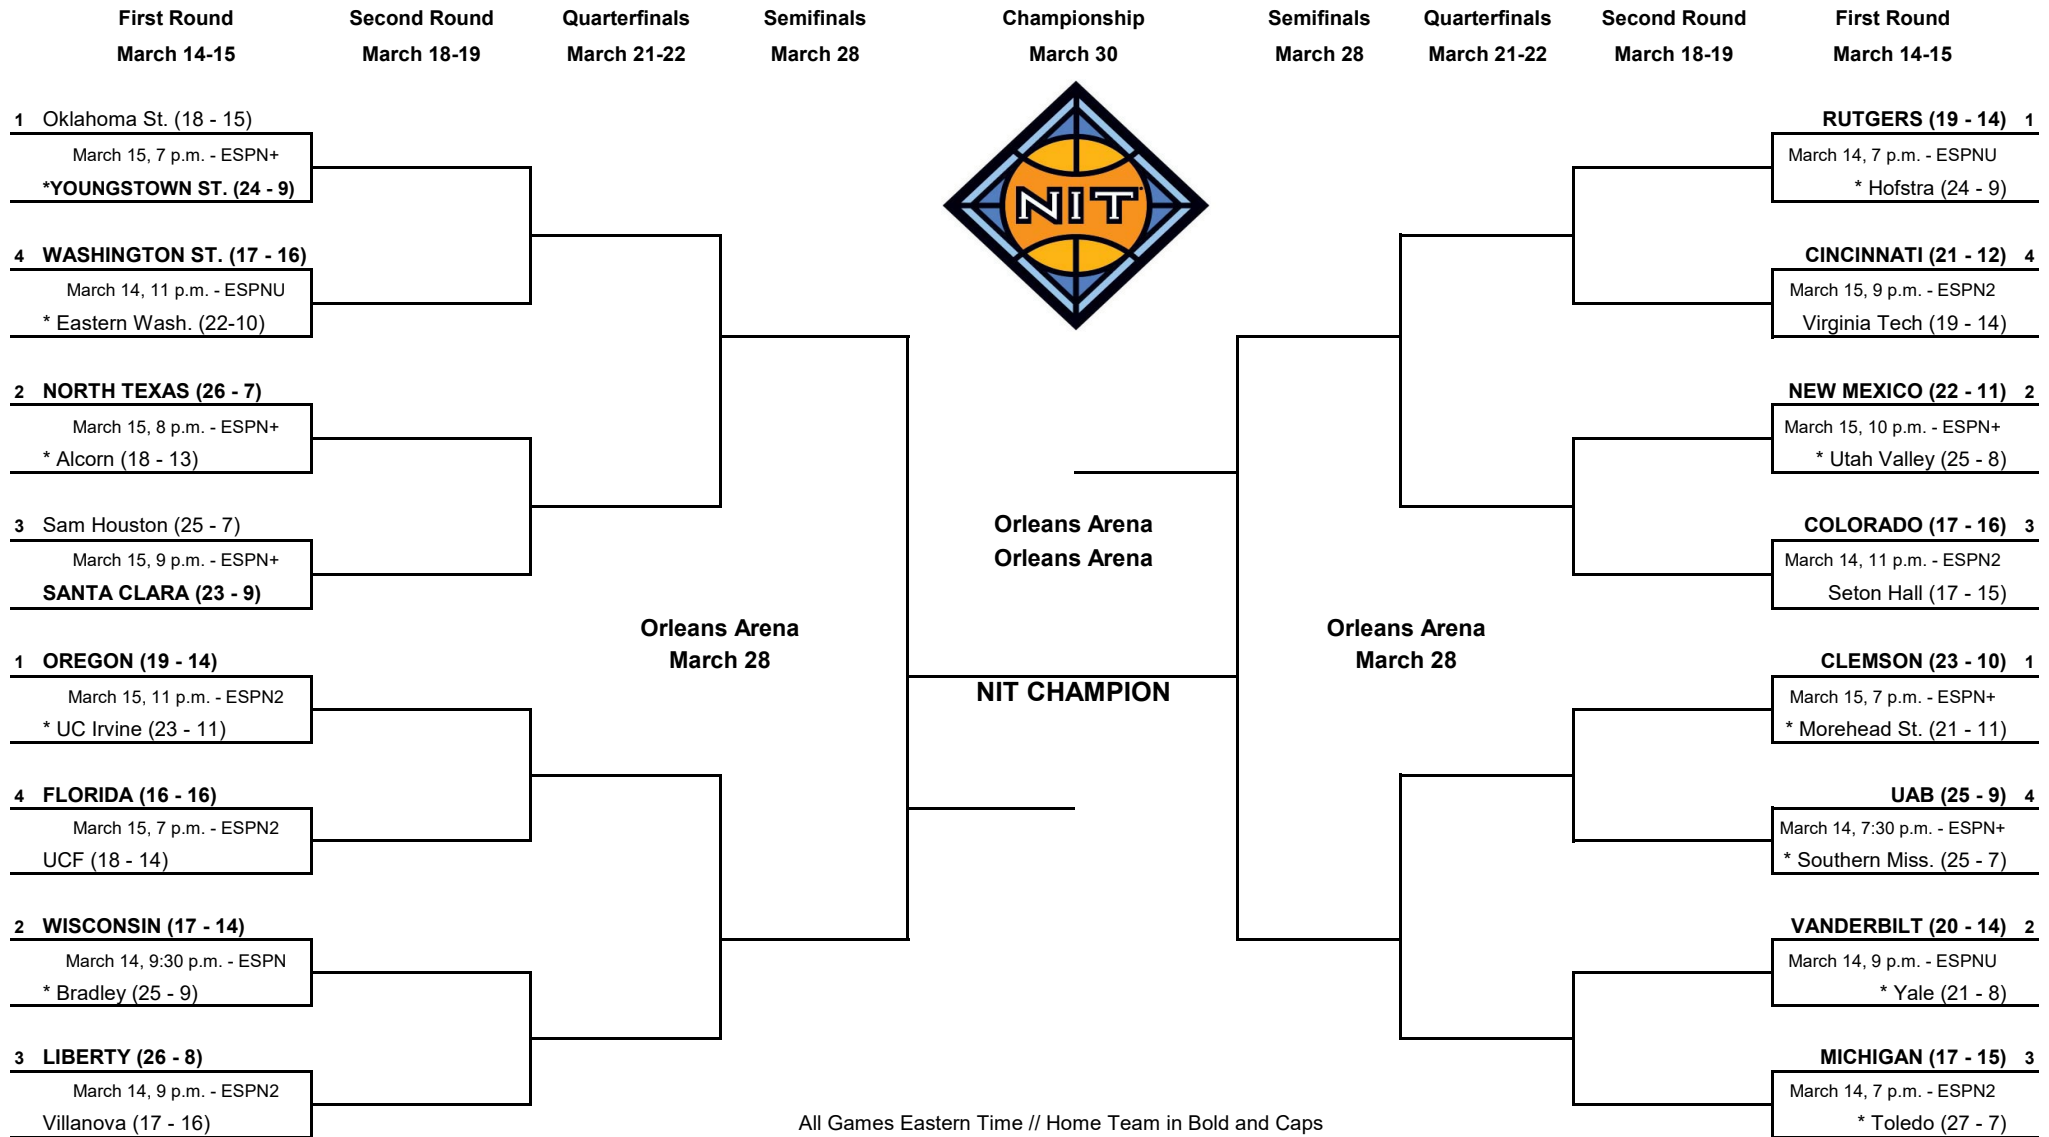 First Round
Second Round
Quarterfinals
Semifinals
Championship
Semifinals
Quarterfinals
Second Round
First Round
March 14-15
March 18-19
March 21-22
March 28
March 30
March 28
March 21-22
March 18-19
March 14-15
1 Oklahoma St. (18 - 15)
March 15, 7 p.m. - ESPN+
*YOUNGSTOWN ST. (24 - 9)
4 WASHINGTON ST. (17 - 16)
March 14, 11 p.m. - ESPNU
* Eastern Wash. (22-10)
2 NORTH TEXAS (26 - 7)
March 15, 8 p.m. - ESPN+
* Alcorn (18 - 13)
3 Sam Houston (25 - 7)
March 15, 9 p.m. - ESPN+
SANTA CLARA (23 - 9)
1 OREGON (19 - 14)
March 15, 11 p.m. - ESPN2
* UC Irvine (23 - 11)
4 FLORIDA (16 - 16)
March 15, 7 p.m. - ESPN2
UCF (18 - 14)
2 WISCONSIN (17 - 14)
March 14, 9:30 p.m. - ESPN
* Bradley (25 - 9)
3 LIBERTY (26 - 8)
March 14, 9 p.m. - ESPN2
Villanova (17 - 16)
Orleans Arena
March 28
NIT
Orleans Arena
Orleans Arena
NIT CHAMPION
Orleans Arena
March 28
RUTGERS (19 - 14) 1
March 14, 7 p.m. - ESPNU
* Hofstra (24 - 9)
CINCINNATI (21 - 12) 4
March 15, 9 p.m. - ESPN2
Virginia Tech (19 - 14)
NEW MEXICO (22 - 11) 2
March 15, 10 p.m. - ESPN+
* Utah Valley (25 - 8)
COLORADO (17 - 16) 3
March 14, 11 p.m. - ESPN2
Seton Hall (17 - 15)
CLEMSON (23 - 10) 1
March 15, 7 p.m. - ESPN+
* Morehead St. (21 - 11)
UAB (25 - 9) 4
March 14, 7:30 p.m. - ESPN+
* Southern Miss. (25 - 7)
VANDERBILT (20 - 14) 2
March 14, 9 p.m. - ESPNU
* Yale (21 - 8)
MICHIGAN (17 - 15) 3
March 14, 7 p.m. - ESPN2
* Toledo (27 - 7)
All Games Eastern Time // Home Team in Bold and Caps